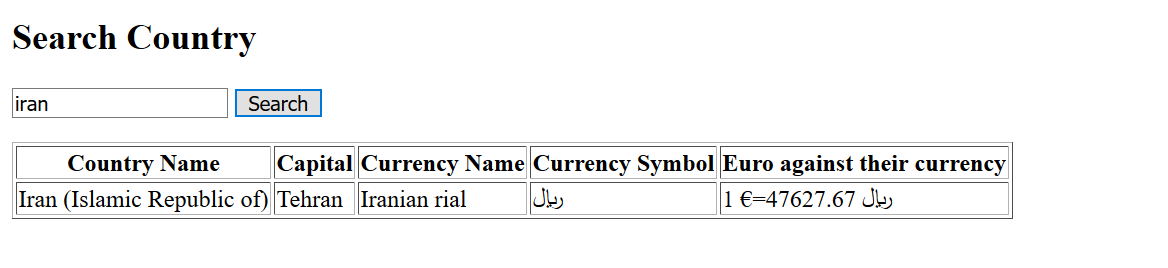 Search Country
iran Search
Country Name Capital Currency Name Currency Symbol Euro against their currency
Iran (Islamic Republic of) Tehran Iranian rial ریال 1 €=47627.67 ریال